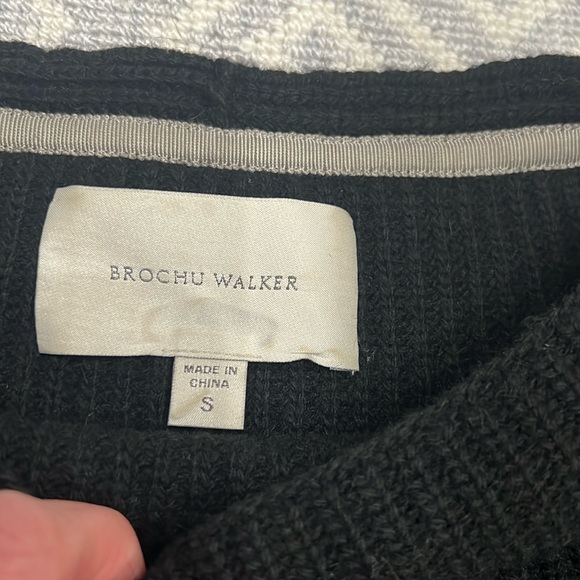 BROCHU WALKER
MADE IN
CHINA
S